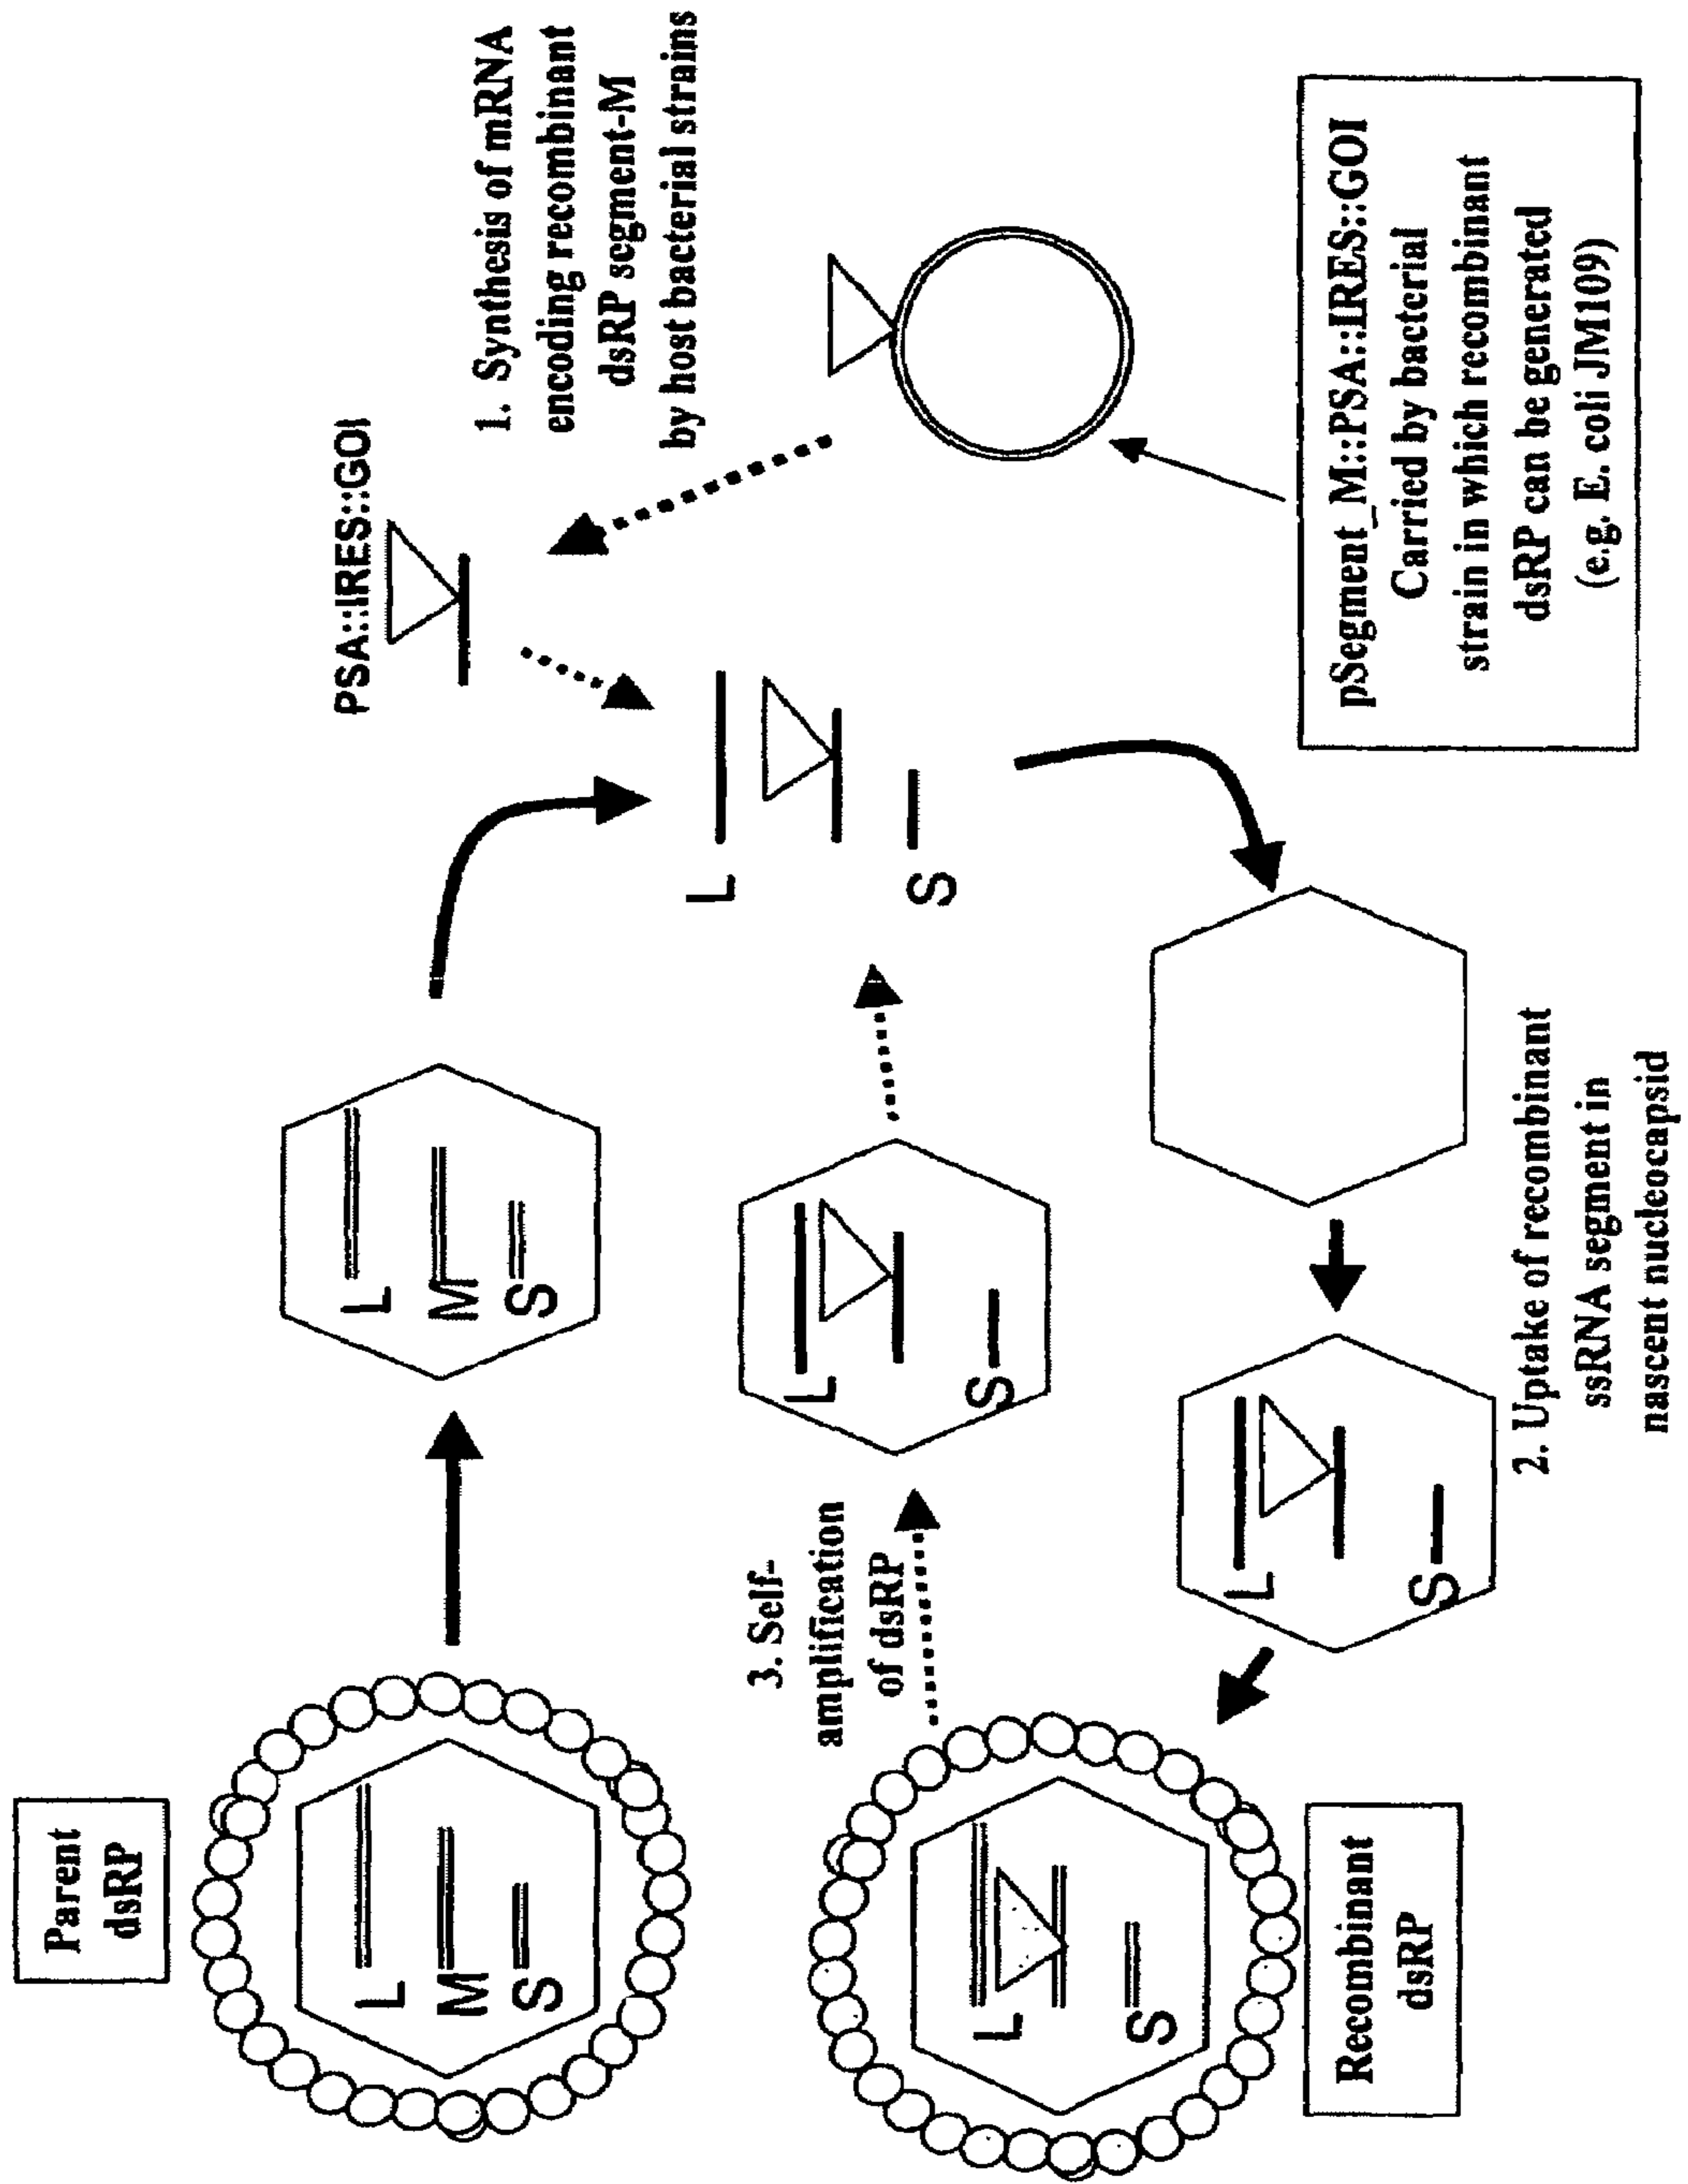 Parent
dsRP
L
M
S
L
M
S
PSA::IRES::GOI
1. Synthesis of mRNA
encoding recombinant
dsRP segment-M
by host bacterial strains
L
S
3. Self-
amplification
of dsRP
L
S
L
S
Recombinant
dsRP
L
S
2. Uptake of recombinant
ssRNA segment in
nascent nucleocapsid
pSegment_M::PSA::IRES::GOI
Carried by bacterial
strain in which recombinant
dsRP can be generated
(e.g. E. coli JM109)